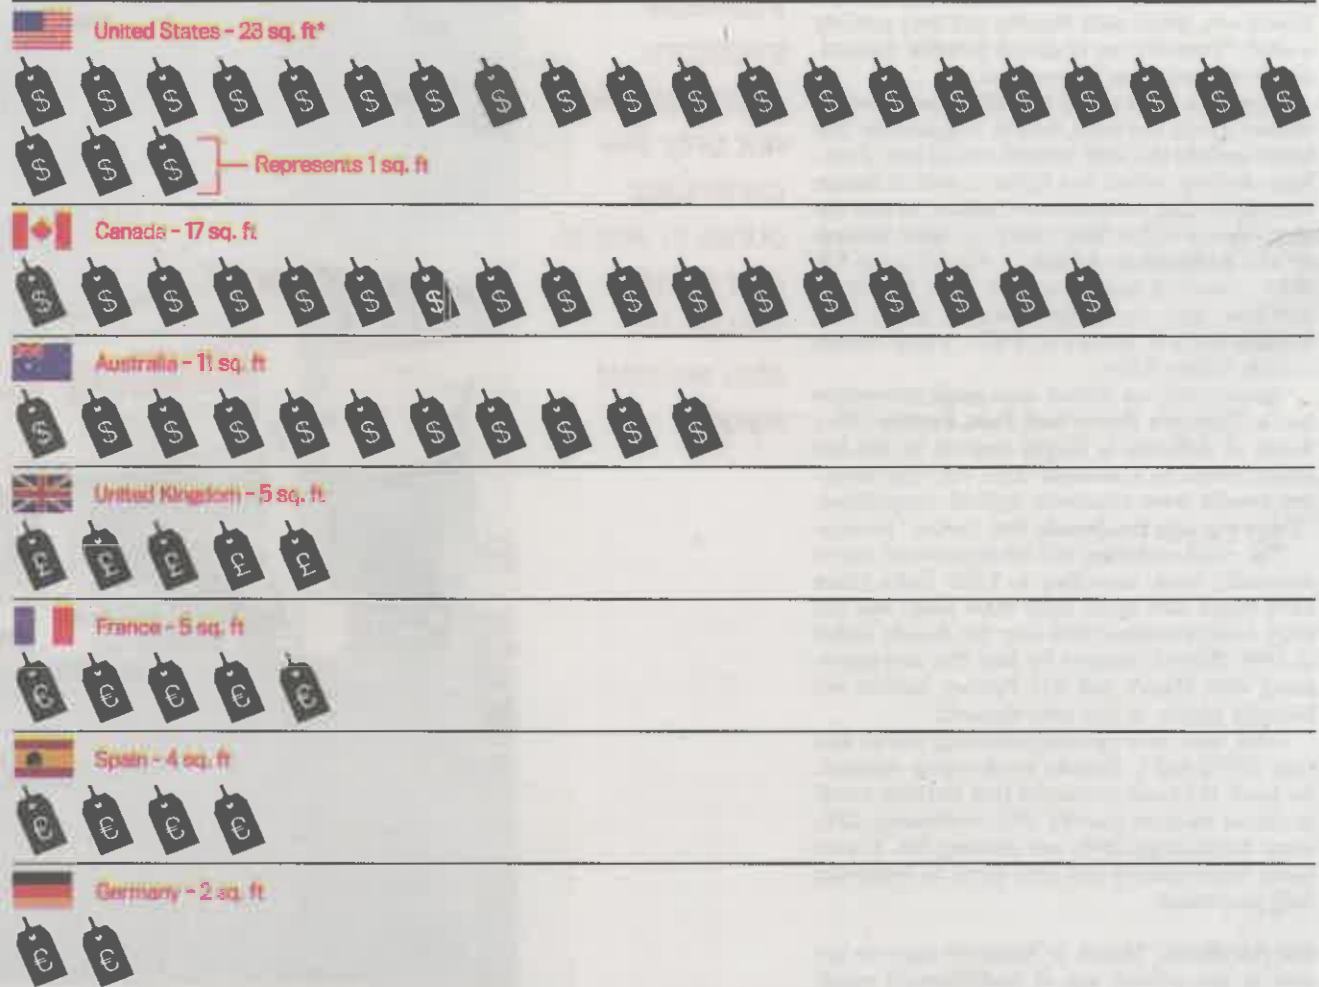 United States - 23 sq. ft*
Represents 1 sq. ft
Canada - 17 sq. ft
Australia - 11 sq. ft
United Kingdom - 5 sq. ft
France - 5 sq. ft
Spain - 4 sq. ft
Germany - 2 sq. ft